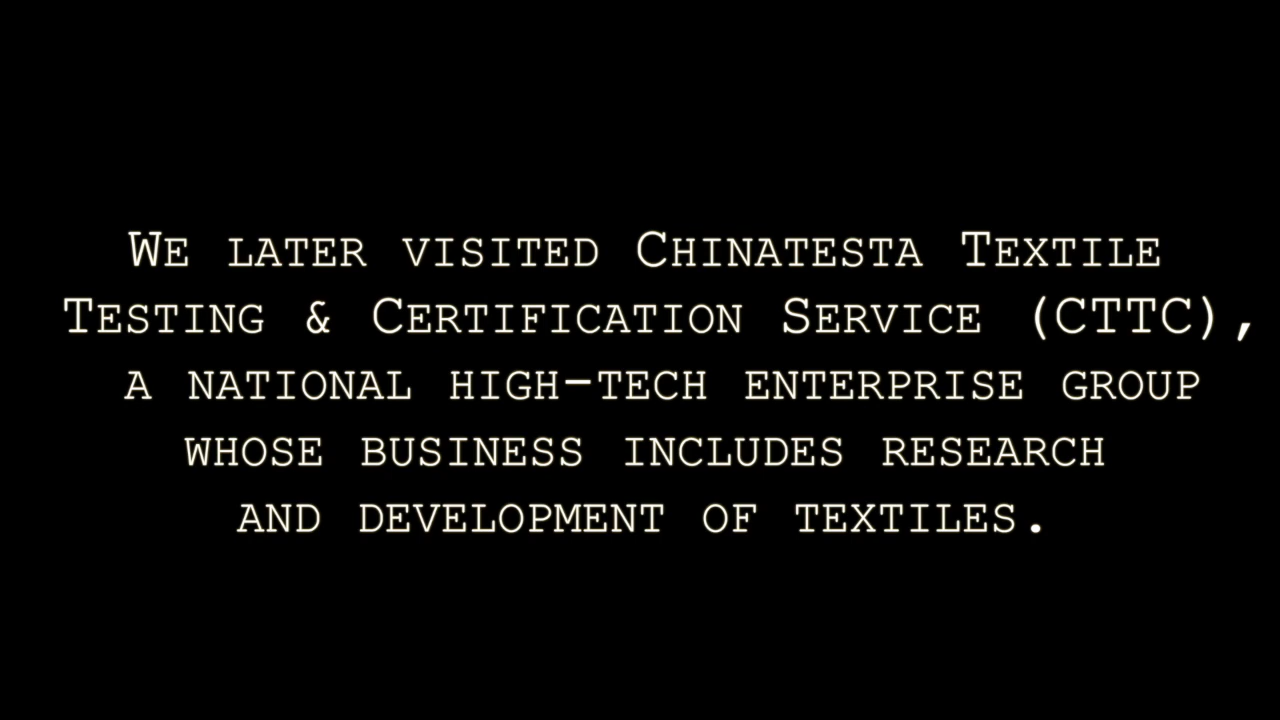 We later visited Chinatesta Textile
Testing & Certification Service (CTTC),
a national high-tech enterprise group
whose business includes research
and development of textiles.